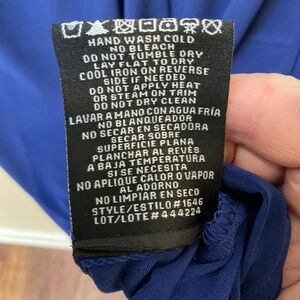 HAND WASH COLD
NO BLEACH
DO NOT TUMBLE DRY
LAY FLAT TO DRY
COOL IRON ON REVERSE
SIDE IF NEEDED
DO NOT APPLY HEAT
OR STEAM ON TRIM
DO NOT DRY CLEAN
LAVAR A MANO CON AGUA FRÍA
NO BLANQUEADOR
NO SECAR EN SECADORA
SECAR SOBRE
SUPERFICIE PLANA
PLANCHAR AL REVÉS
A BAJA TEMPERATURA
SI SE NECESITA
NO APLIQUE CALOR O VAPOR
AL ADORNO
NO LIMPIAR EN SECO
STYLE/ESTILO #1646
LOT/LOTE #444224